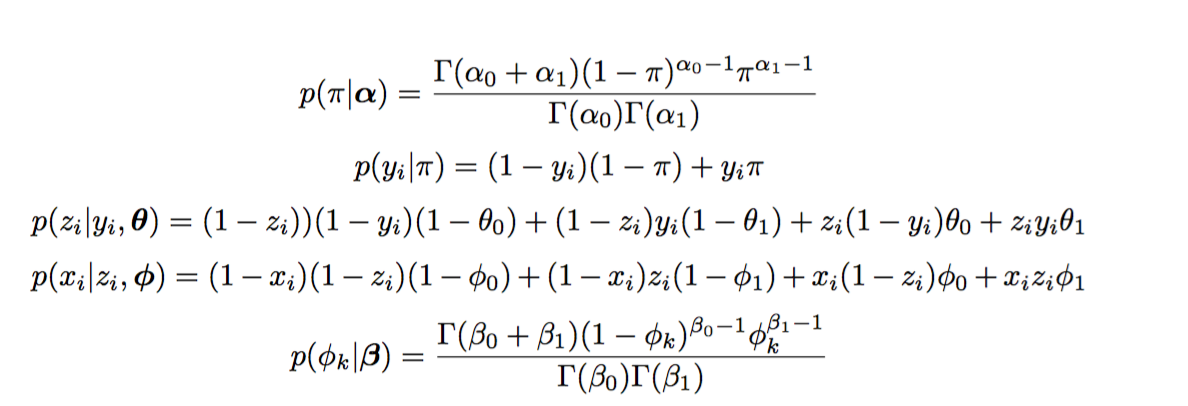 p(π|α) = Γ(α₀ + α₁)(1 − π)^{α₀−1}π^{α₁−1} / Γ(α₀)Γ(α₁)
p(yᵢ|π) = (1 − yᵢ)(1 − π) + yᵢπ
p(zᵢ|yᵢ, θ) = (1 − zᵢ))(1 − yᵢ)(1 − θ₀) + (1 − zᵢ)yᵢ(1 − θ₁) + zᵢ(1 − yᵢ)θ₀ + zᵢyᵢθ₁
p(xᵢ|zᵢ, ϕ) = (1 − xᵢ)(1 − zᵢ)(1 − ϕ₀) + (1 − xᵢ)zᵢ(1 − ϕ₁) + xᵢ(1 − zᵢ)ϕ₀ + xᵢzᵢϕ₁
p(ϕₖ|β) = Γ(β₀ + β₁)(1 − ϕₖ)^{β₀−1}ϕₖ^{β₁−1} / Γ(β₀)Γ(β₁)